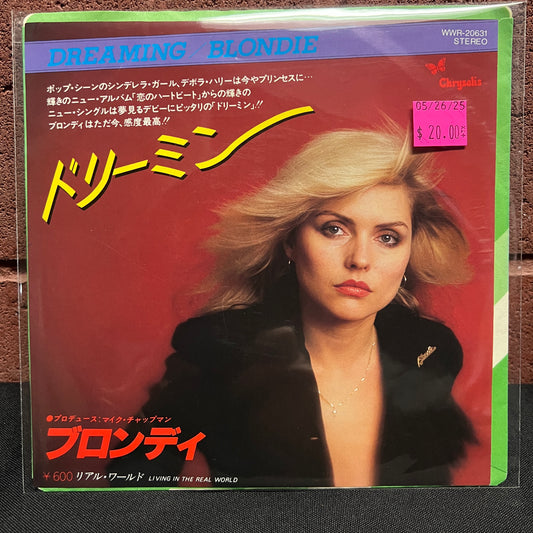 DREAMING BLONDIE
WWR-20631
STEREO
Chrysalis
ポップ・シーンのシンデレラ・ガール、デボラ・ハリーは今やプリンセスに…
輝きのニュー・アルバム「恋のハートビート」からの輝きの
ニュー・シングルは夢見るデビーにピッタリの「ドリーミン」!!
ブロンディはただ今、感度最高!!
05/26/25
$20.00
ドリーミン
●プロデュース：マイク・チャップマン
ブロンディ
¥600 リアル・ワールド LIVING IN THE REAL WORLD